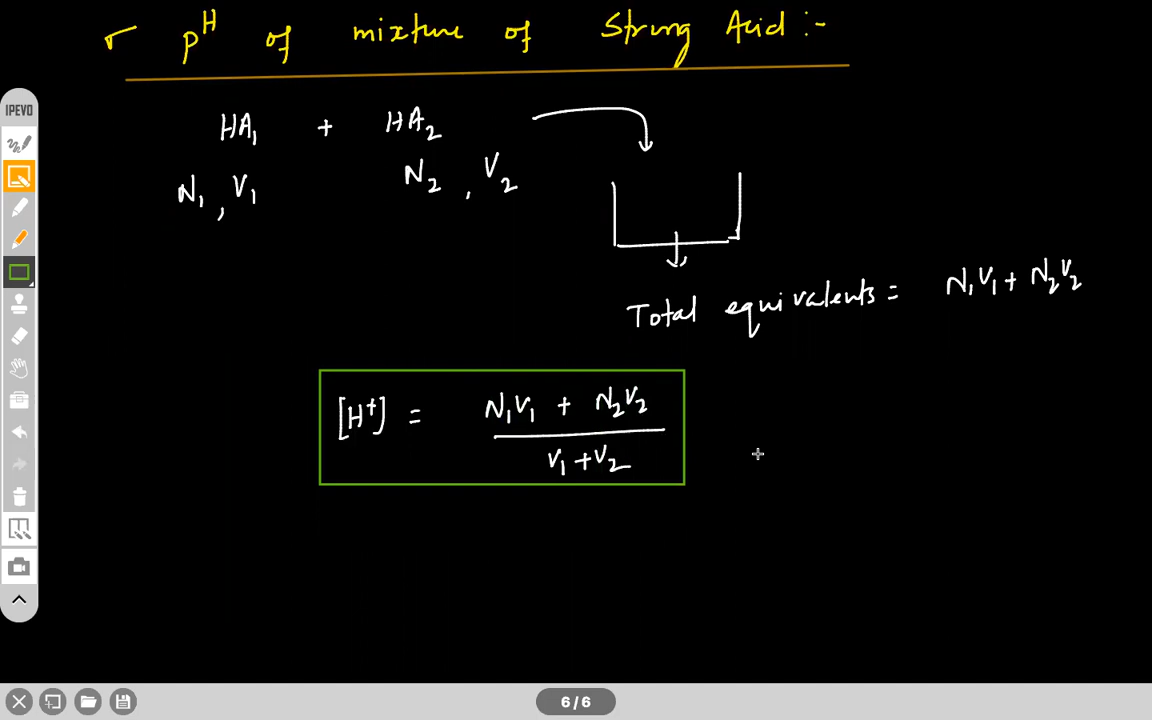 pᴴ of mixture of Strong Acid :-
IPEVO
HA₁ + HA₂
N₁, V₁ N₂, V₂
Total equivalents = N₁V₁ + N₂V₂
[H⁺] = N₁V₁ + N₂V₂
V₁ + V₂
6/6